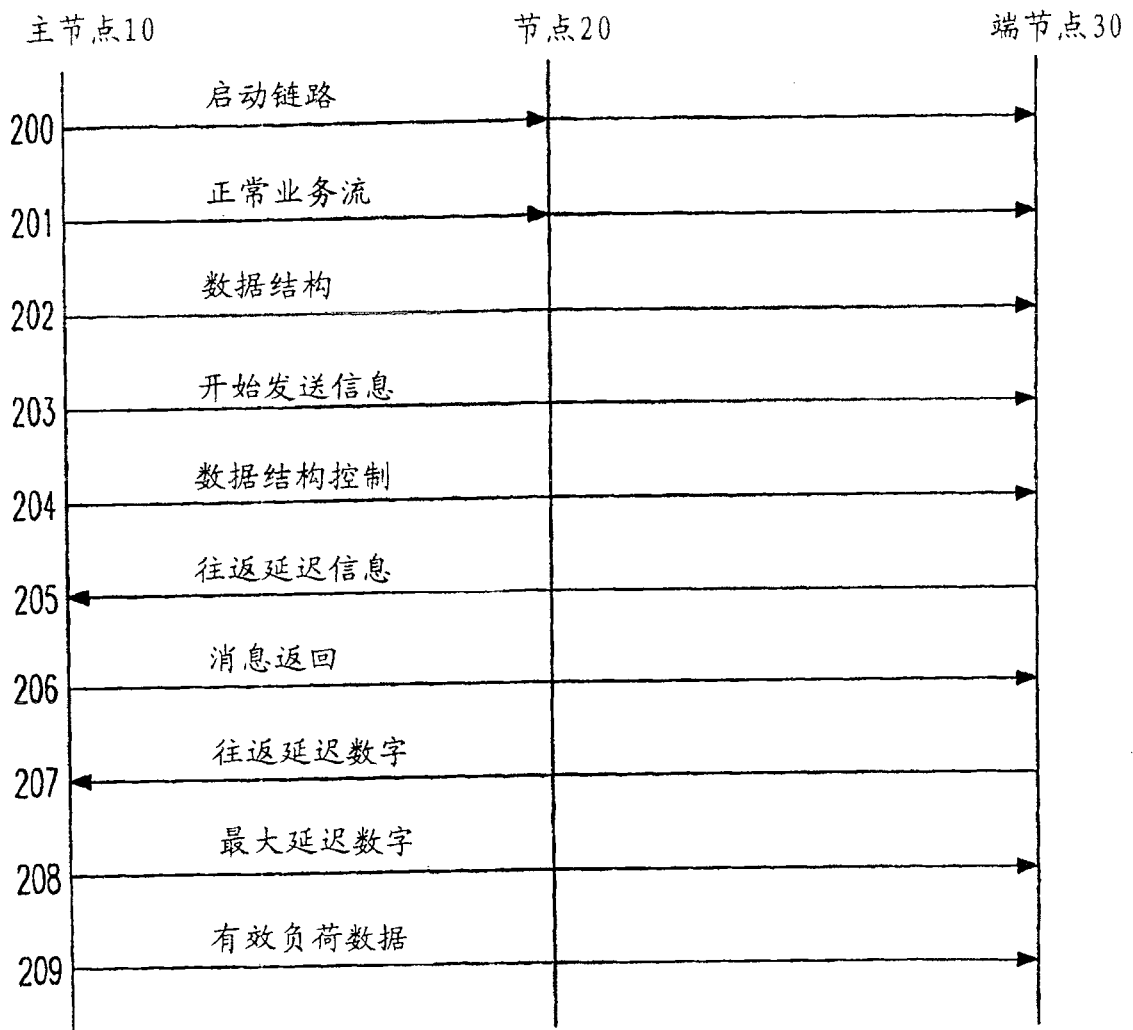 主节点10 节点20 端节点30
启动链路
200
正常业务流
201
数据结构
202
开始发送信息
203
数据结构控制
204
往返延迟信息
205
消息返回
206
往返延迟数字
207
最大延迟数字
208
有效负荷数据
209